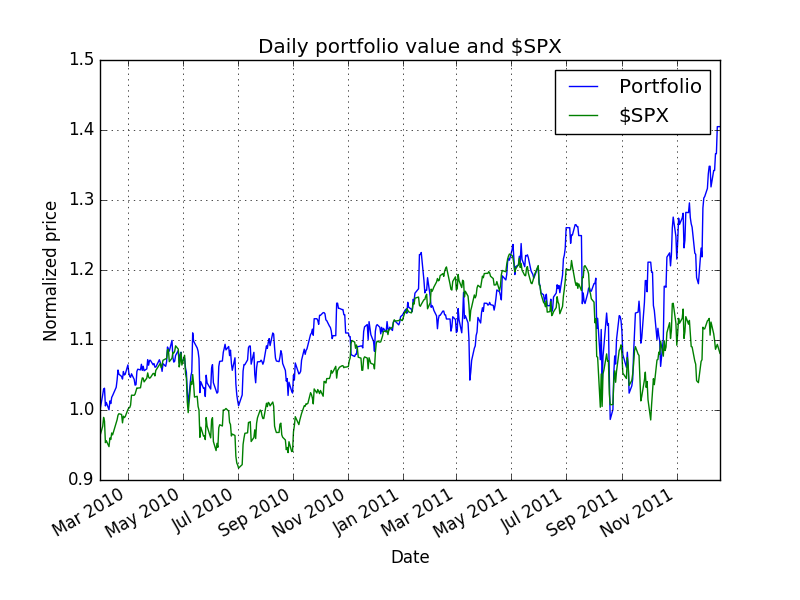 Daily portfolio value and $SPX
Portfolio
$SPX
1.5
1.4
1.3
1.2
1.1
1.0
0.9
Normalized price
Mar 2010
May 2010
Jul 2010
Sep 2010
Nov 2010
Jan 2011
Mar 2011
May 2011
Jul 2011
Sep 2011
Nov 2011
Date